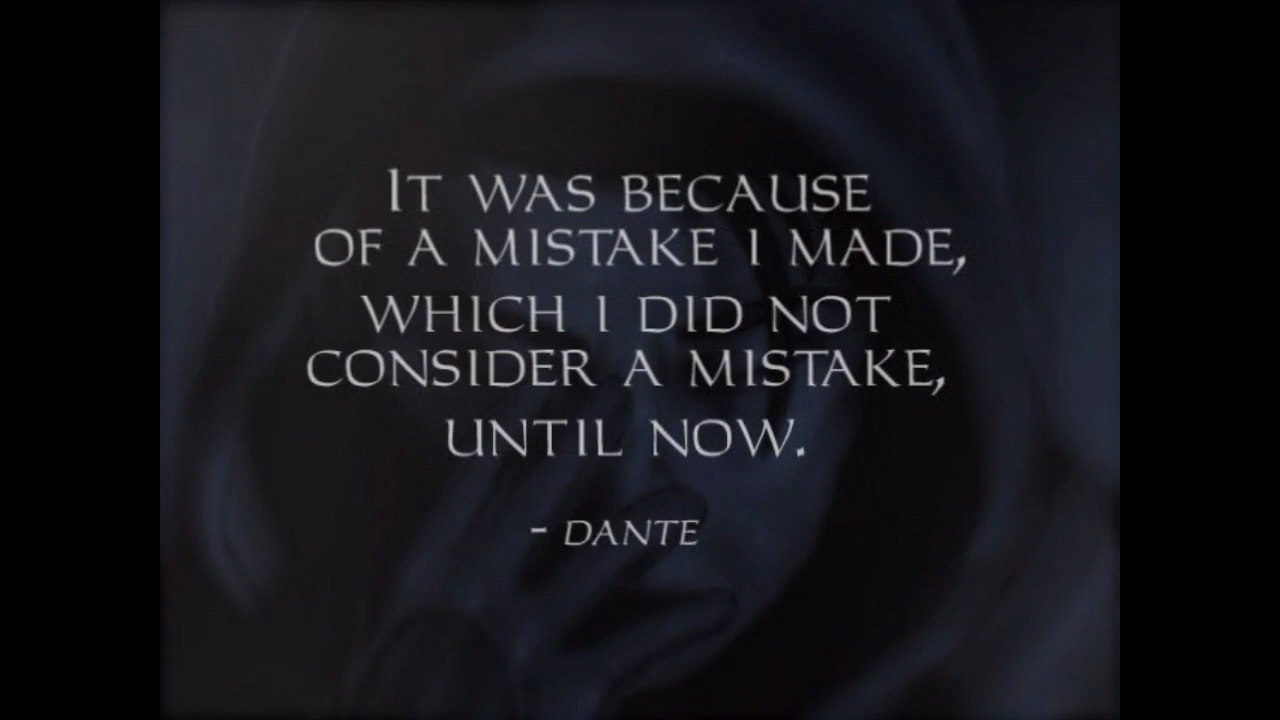 IT WAS BECAUSE
OF A MISTAKE I MADE,
WHICH I DID NOT
CONSIDER A MISTAKE,
UNTIL NOW.
- DANTE